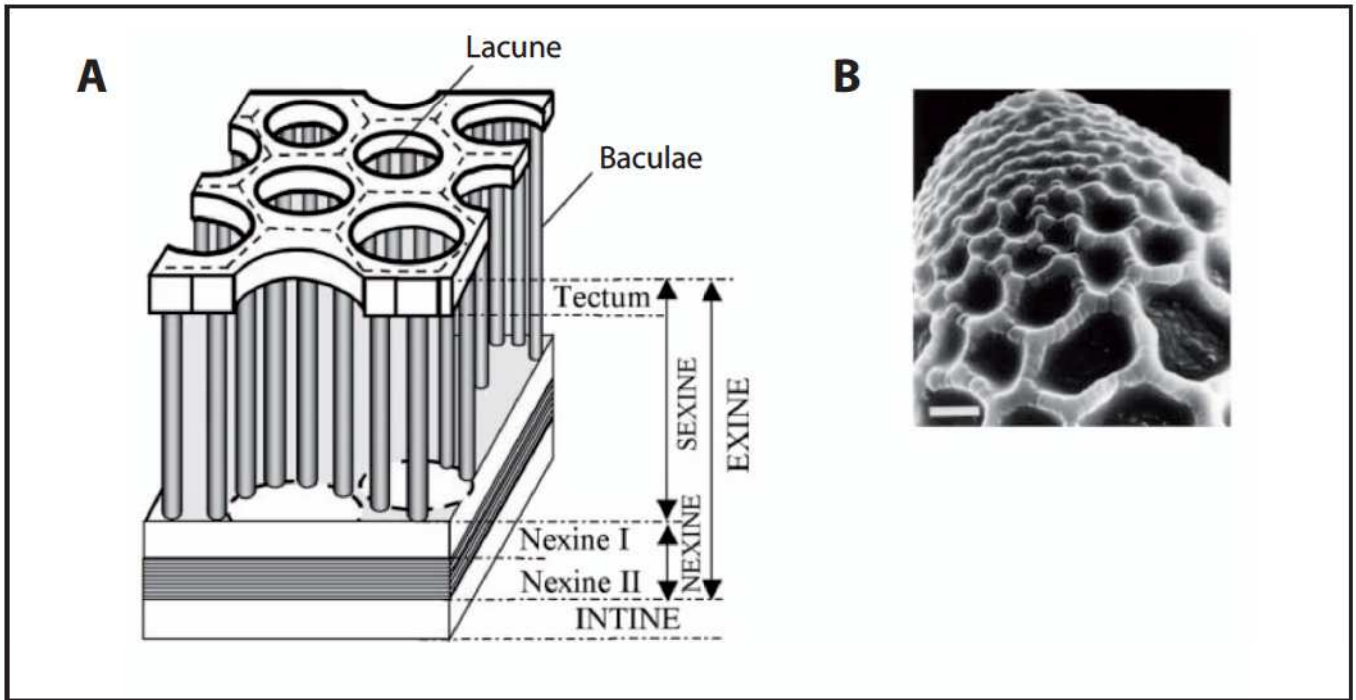 A
Lacune
B
Baculae
Tectum
SEXINE
EXINE
Nexine I
NEXINE
Nexine II
INTINE